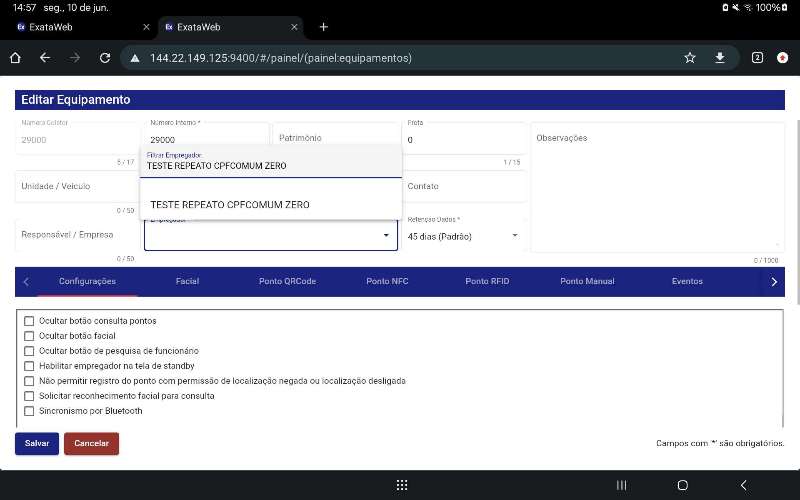 14:57 seg., 10 de jun. 100%
ExataWeb ExataWeb
144.22.149.125:9400/#/painel/(painel:equipamentos) 2
Editar Equipamento
Número Coletor Número Interno *
29000 29000 Patrimônio 0 Observações
5 / 17 1 / 15
Filtrar Empregador
TESTE REPEATO CPFCOMUM ZERO
Unidade / Veículo Contato
TESTE REPEATO CPFCOMUM ZERO
0 / 50
Retenção Dados *
Responsável / Empresa 45 dias (Padrão)
0 / 50 0 / 1000
Configurações Facial Ponto QRCode Ponto NFC Ponto RFID Ponto Manual Eventos
Ocultar botão consulta pontos
Ocultar botão facial
Ocultar botão de pesquisa de funcionário
Habilitar empregador na tela de standby
Não permitir registro do ponto com permissão de localização negada ou localização desligada
Solicitar reconhecimento facial para consulta
Sincronismo por Bluetooth
Salvar Cancelar Campos com '*' são obrigatórios.